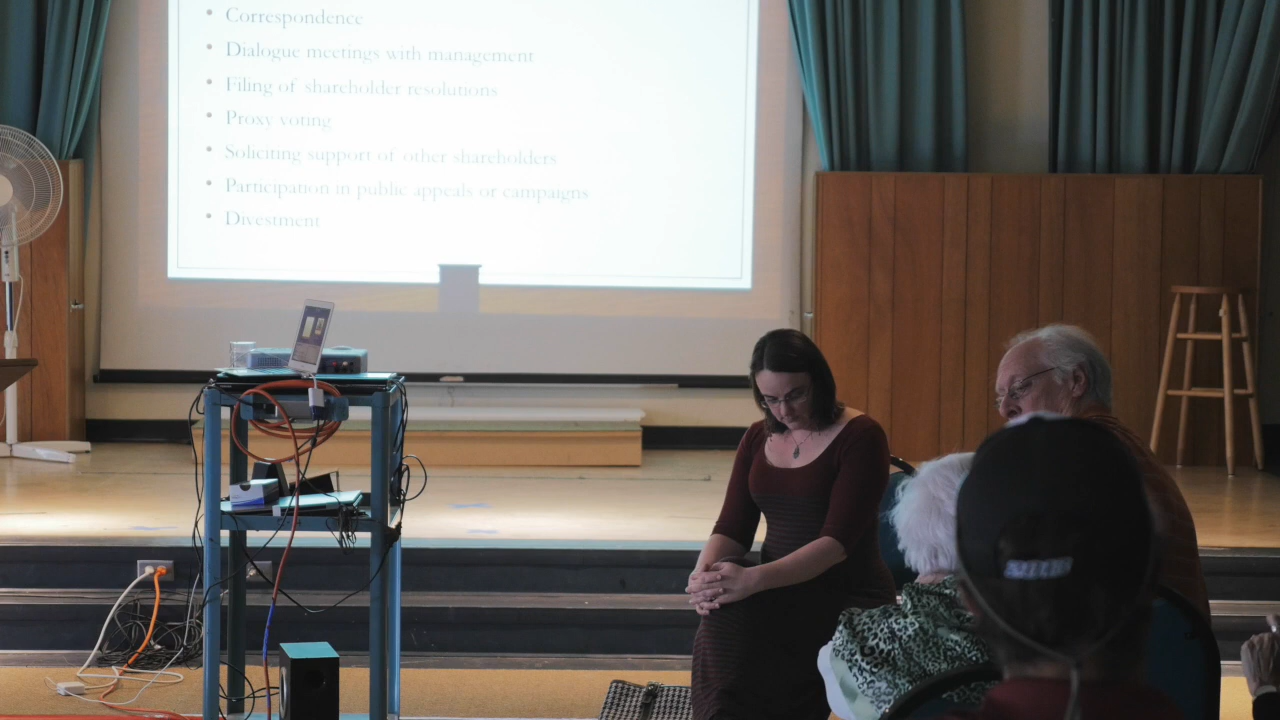 Correspondence
Dialogue meetings with management
Filing of shareholder resolutions
Proxy voting
Soliciting support of other shareholders
Participation in public appeals or campaigns
Divestment